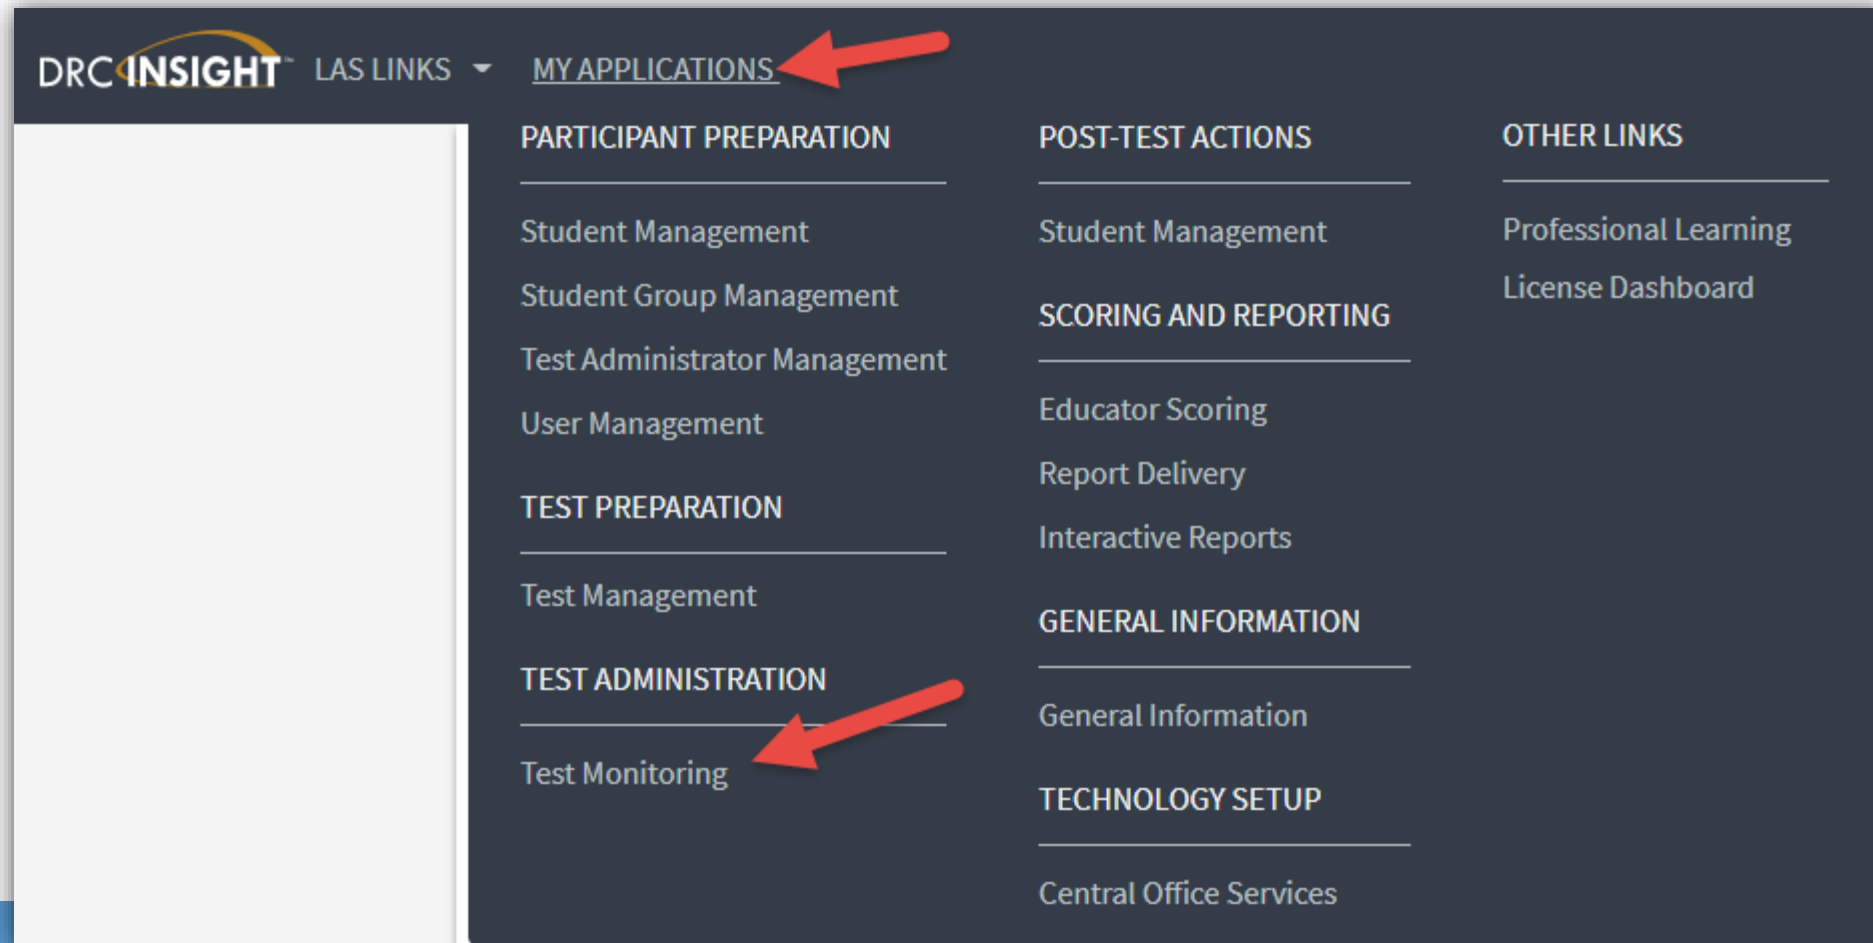 DRC INSIGHT™ LAS LINKS MY APPLICATIONS
PARTICIPANT PREPARATION
Student Management
Student Group Management
Test Administrator Management
User Management
TEST PREPARATION
Test Management
TEST ADMINISTRATION
Test Monitoring
POST-TEST ACTIONS
Student Management
SCORING AND REPORTING
Educator Scoring
Report Delivery
Interactive Reports
GENERAL INFORMATION
General Information
TECHNOLOGY SETUP
Central Office Services
OTHER LINKS
Professional Learning
License Dashboard